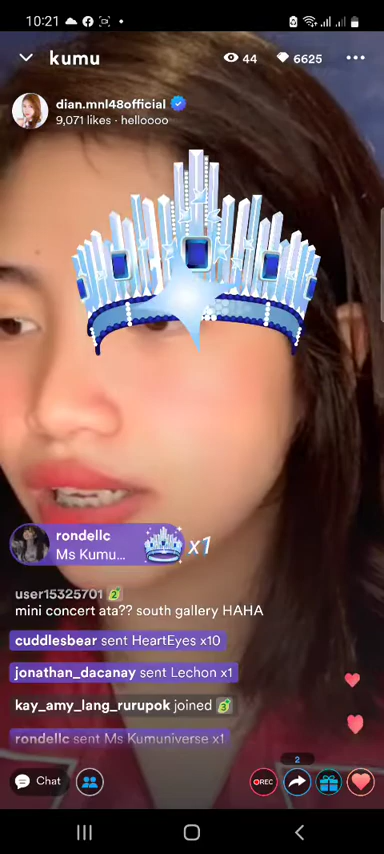 10:21
kumu
44
6625
dian.mnl48official
9,071 likes · helloooo
rondellc
Ms Kumu...
x1
user15325701 2
mini concert ata?? south gallery HAHA
cuddlesbear sent HeartEyes x10
jonathan_dacanay sent Lechon x1
kay_amy_lang_rurupok joined 3
rondellc sent Ms Kumuniverse x1
2
Chat
REC